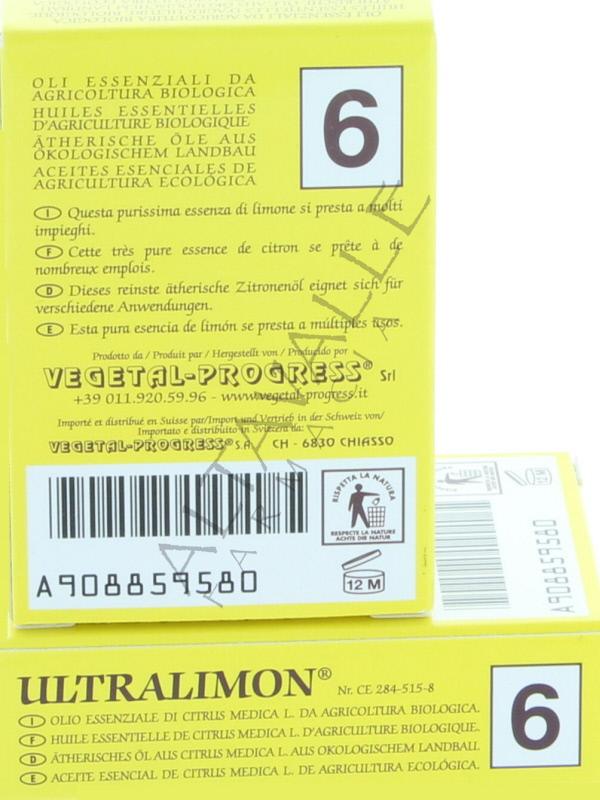 OLI ESSENZIALI DA
AGRICOLTURA BIOLOGICA
HUILES ESSENTIELLES
D'AGRICULTURE BIOLOGIQUE
ÄTHERISCHE ÖLE AUS
ÖKOLOGISCHEM LANDBAU
ACEITES ESENCIALES DE
AGRICULTURA ECOLÓGICA
6
I Questa purissima essenza di limone si presta a molti
impieghi.
F Cette très pure essence de citron se prête à de
nombreux emplois.
D Dieses reinste ätherische Zitronenöl eignet sich für
verschiedene Anwendungen.
E Esta pura esencia de limón se presta a múltiples usos.
Prodotto da / Produit par / Hergestellt von / Producido por
VEGETAL-PROGRESS® Srl
+39 011.920.59.96 - www.vegetal-progress.it
Importé et distribué en Suisse par/Import und Vertrieb in der Schweiz von/
Importato e distribuito in Svizzera da:
VEGETAL-PROGRESS® S.A. CH - 6830 CHIASSO
RISPETTA LA NATURA
RESPECTE LA NATURE
ACHTE DIE NATUR
A908859580
12 M
ALTAVALLE
FARMACIA
12 M
A908859580
ULTRALIMON® Nr. CE 284-515-8
I OLIO ESSENZIALE DI CITRUS MEDICA L. DA AGRICOLTURA BIOLOGICA.
F HUILE ESSENTIELLE DE CITRUS MEDICA L. D'AGRICULTURE BIOLOGIQUE.
D ÄTHERISCHES ÖL AUS CITRUS MEDICA L. AUS OKOLOGISCHEM LANDBAU.
E ACEITE ESENCIAL DE CITRUS MEDICA L. DE AGRICULTURA ECOLÓGICA.
6